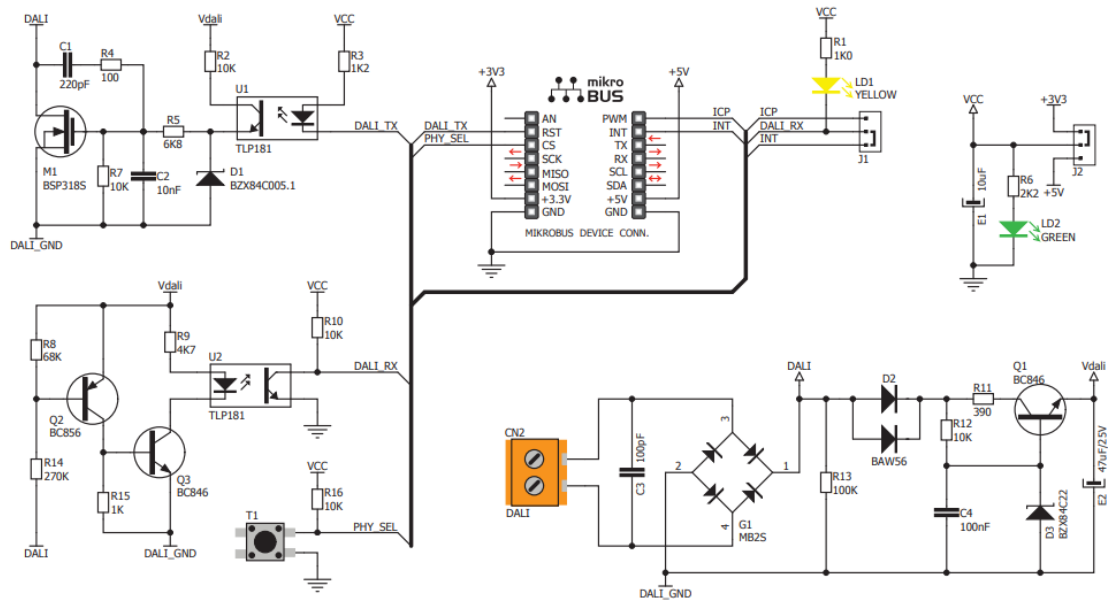 DALI
C1
220pF
R4
100
M1
BSP318S
R7
10K
C2
10nF
R5
6K8
D1
BZX84C005.1
DALI_GND
Vdali
R2
10K
U1
TLP181
VCC
R3
1K2
DALI_TX
DALI_TX
PHY_SEL
+3V3
mikro
BUS
+5V
AN
RST
CS
SCK
MISO
MOSI
+3.3V
GND
PWM
INT
TX
RX
SCL
SDA
+5V
GND
MIKROBUS DEVICE CONN.
ICP
INT
ICP
DALI_RX
INT
VCC
R1
1K0
LD1
YELLOW
J1
VCC
10uF
E1
R6
2K2
LD2
GREEN
+3V3
J2
+5V
Vdali
R8
68K
Q2
BC856
R14
270K
DALI
R9
4K7
Q3
BC846
R15
1K
DALI_GND
U2
TLP181
VCC
R10
10K
DALI_RX
VCC
R16
10K
T1
PHY_SEL
CN2
DALI
100pF
C3
3
2
1
4
G1
MB2S
DALI_GND
DALI
R13
100K
D2
BAW56
R11
390
R12
10K
C4
100nF
Q1
BC846
D3
BZX84C22
Vdali
47uF/25V
E2